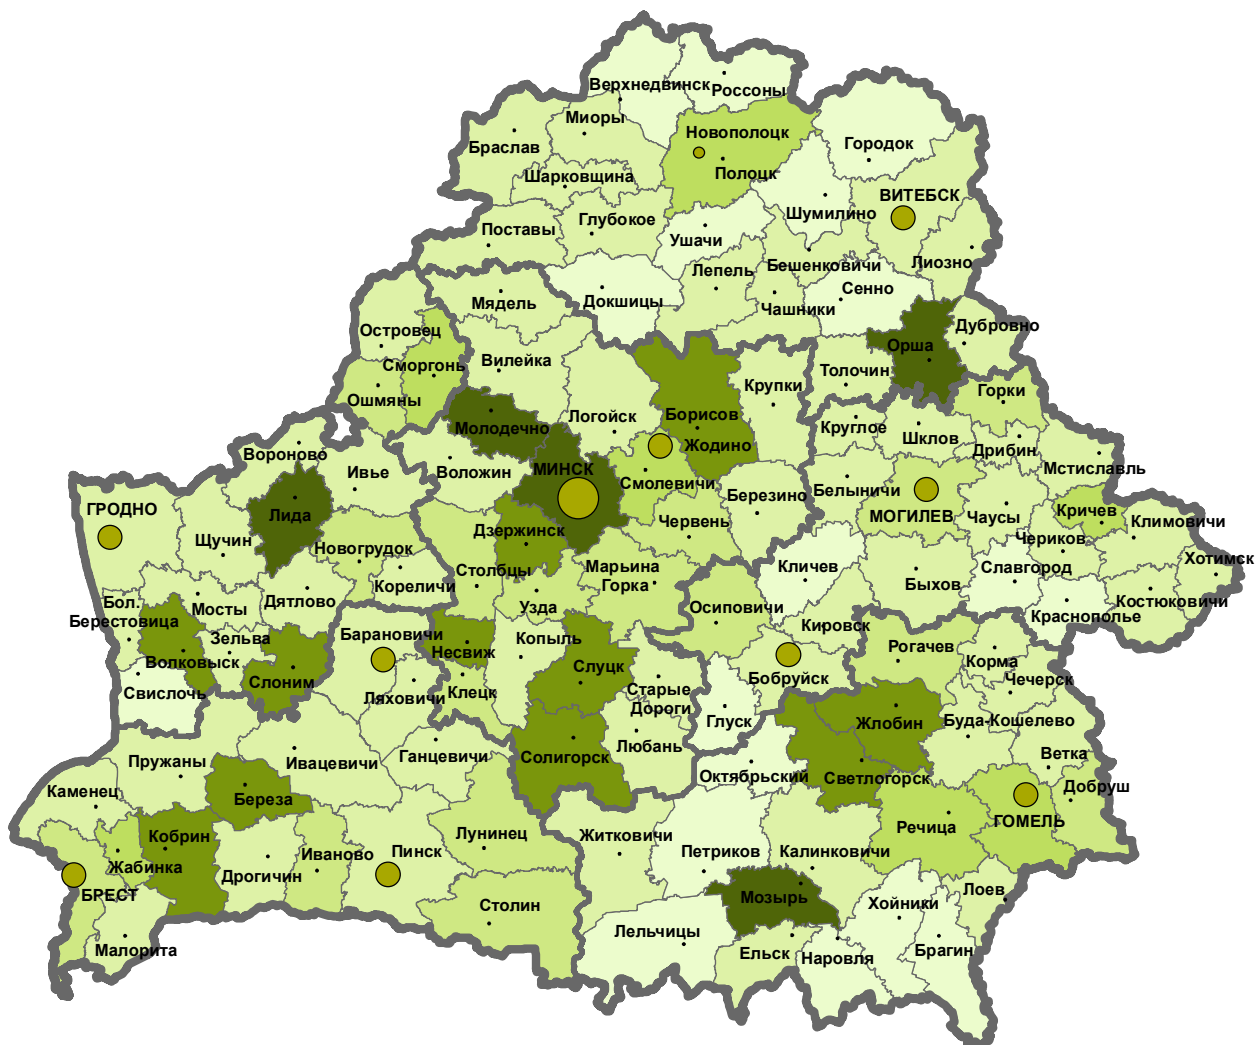 Верхнедвинск
Россоны
Миоры
Новополоцк
Городок
Браслав
Полоцк
Шарковщина
ВИТЕБСК
Шумилино
Глубокое
Поставы
Ушачи
Бешенковичи
Лиозно
Лепель
Сенно
Мядель
Докшицы
Чашники
Островец
Дубровно
Орша
Вилейка
Сморгонь
Толочин
Крупки
Горки
Ошмяны
Логойск
Борисов
Молодечно
Круглое
Шклов
Жодино
Дрибин
Вороново
МИНСК
Мстиславль
Ивье
Воложин
Смолевичи
Белыничи
Березино
ГРОДНО
Лида
Кричев
МОГИЛЕВ
Чаусы
Климовичи
Червень
Дзержинск
Щучин
Чериков
Новогрудок
Хотимск
Марьина
Горка
Кличев
Славгород
Столбцы
Кореличи
Быхов
Бол.
Берестовица
Дятлово
Костюковичи
Мосты
Узда
Осиповичи
Краснополье
Кировск
Барановичи
Зельва
Копыль
Несвиж
Рогачев
Волковыск
Слуцк
Корма
Слоним
Бобруйск
Чечерск
Свислочь
Ляховичи
Клецк
Старые
Дороги
Глуск
Жлобин
Буда-Кошелево
Любань
Ганцевичи
Солигорск
Ветка
Пружаны
Ивацевичи
Октябрьский
Светлогорск
Добруш
Каменец
Береза
ГОМЕЛЬ
Речица
Кобрин
Лунинец
Житковичи
Петриков
Калинковичи
Иваново
Пинск
Жабинка
Дрогичин
БРЕСТ
Лоев
Мозырь
Хойники
Столин
Лельчицы
Малорита
Ельск
Наровля
Брагин